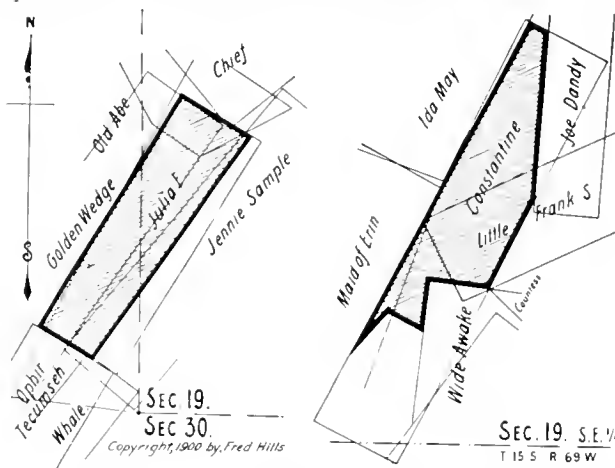 N
S
Old Abe
Chief
Golden Wedge
Julia E
Jennie Sample
Ophir
Tecumseh
Whale
SEC. 19.
SEC 30.
Copyright, 1900 by, Fred Hills
Ida May
Joe Dandy
Constantine
Little Frank S
Maid of Erin
Countess
Wide Awake
SEC. 19. S.E. ¼
T 15 S R 69 W